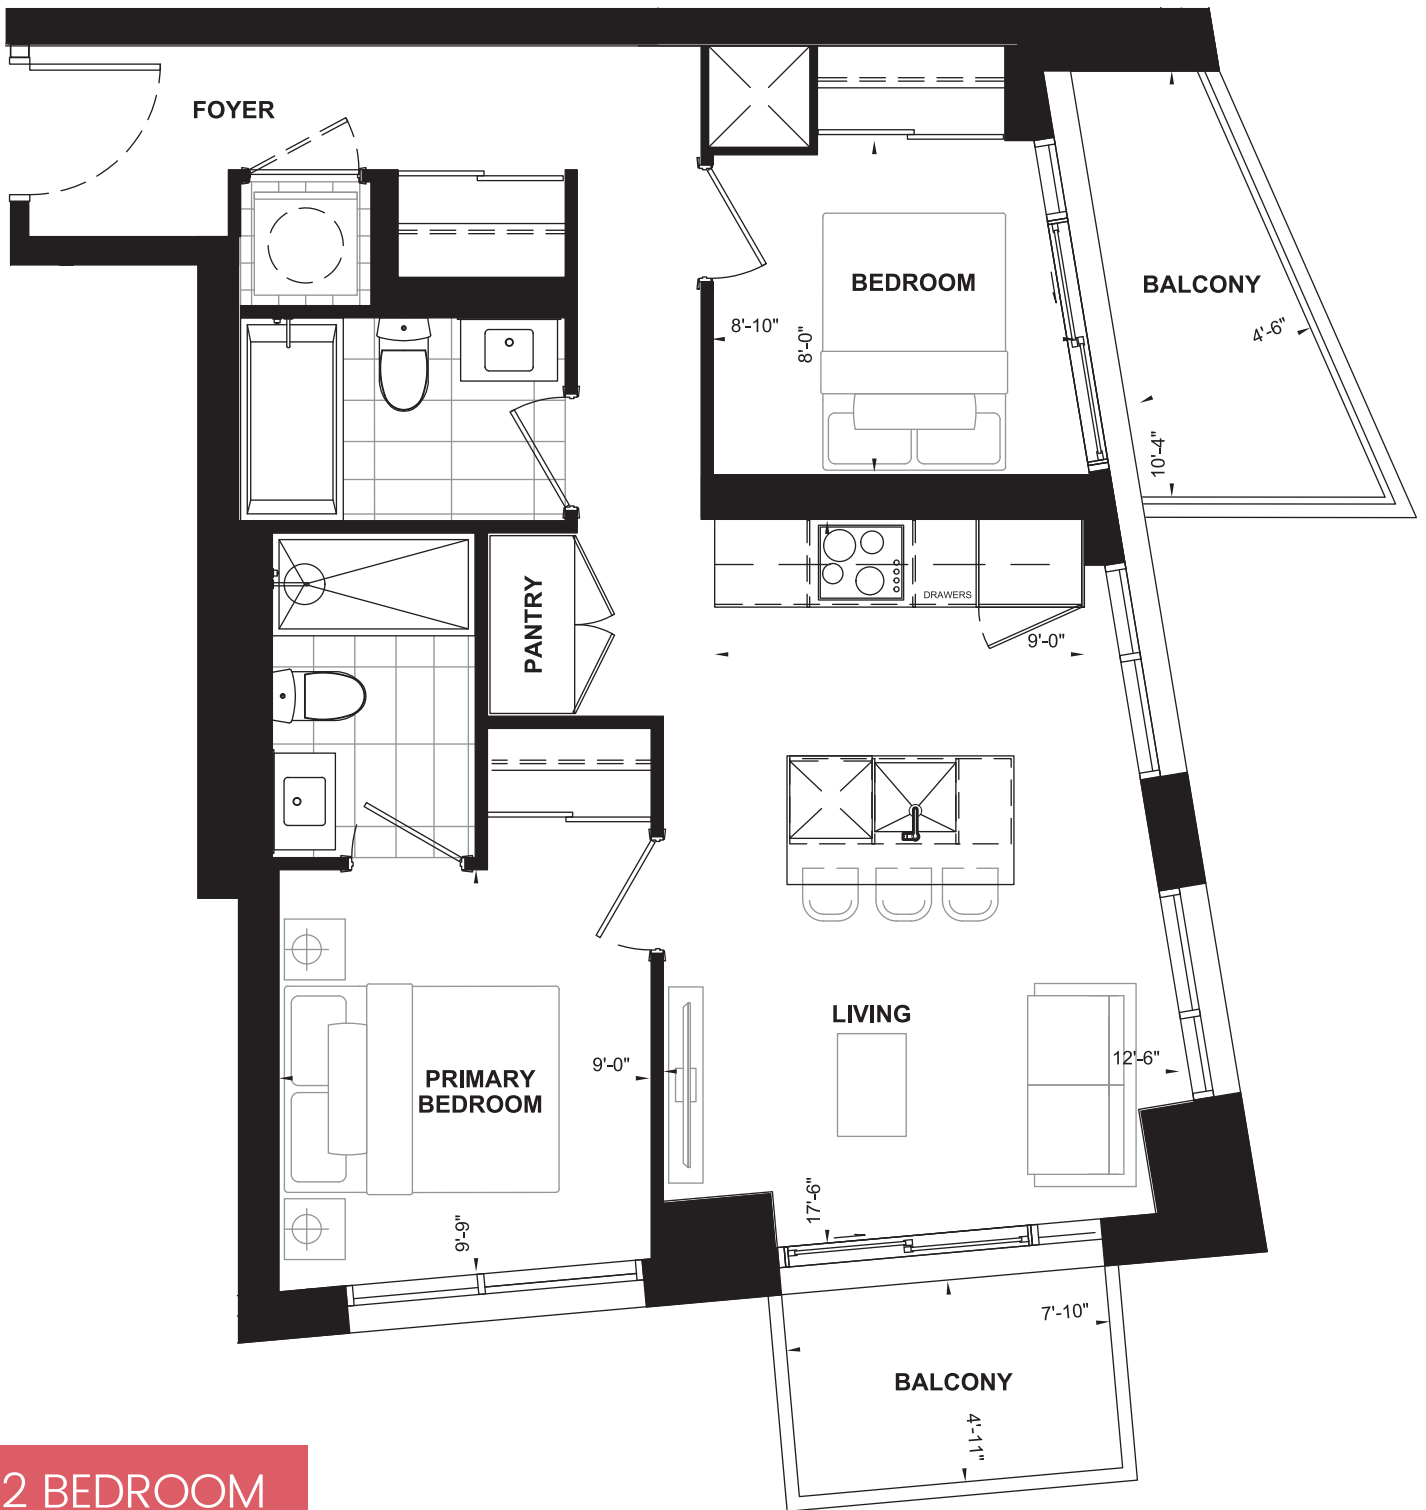 FOYER
BEDROOM
8'-10"
8'-0"
BALCONY
4'-6"
10'-4"
PANTRY
DRAWERS
9'-0"
LIVING
12'-6"
17'-6"
PRIMARY
BEDROOM
9'-0"
9'-9"
7'-10"
BALCONY
4'-11"
2 BEDROOM